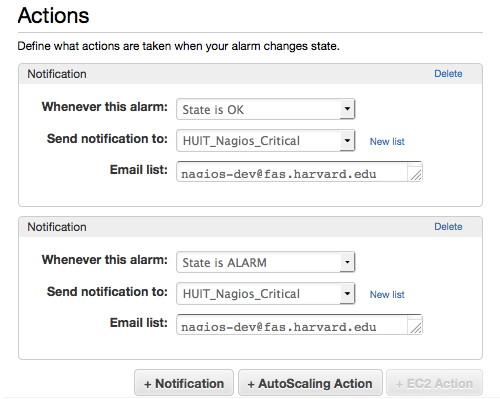 Actions
Define what actions are taken when your alarm changes state.
Notification Delete
Whenever this alarm: State is OK
Send notification to: HUIT_Nagios_Critical New list
Email list: nagios-dev@fas.harvard.edu
Notification Delete
Whenever this alarm: State is ALARM
Send notification to: HUIT_Nagios_Critical New list
Email list: nagios-dev@fas.harvard.edu
+ Notification + AutoScaling Action + EC2 Action